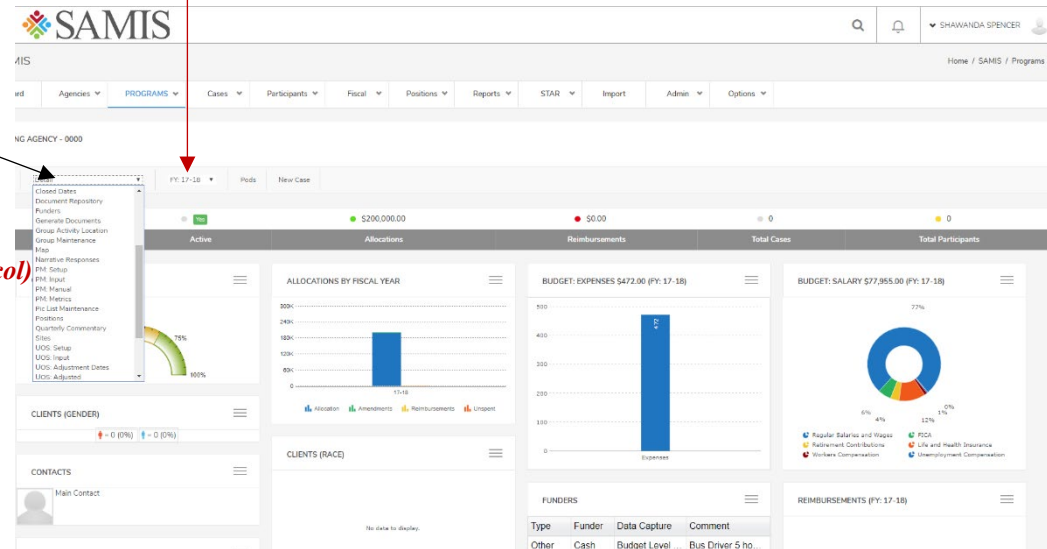 SAMIS
SHAWANDA SPENCER
MIS
Home / SAMIS / Programs
Agencies PROGRAMS Cases Participants Fiscal Positions Reports STAR Import Admin Options
NG AGENCY - 0000
FY: 17-18 Pods New Case
Closed Dates
Document Repository
Funders
Generate Documents
Group Activity Location
Group Maintenance
Map
Narrative Responses
PM: Setup
PM: Input
PM: Manual
PM: Metrics
Pic List Maintenance
Positions
Quarterly Commentary
Sites
UOS: Setup
UOS: Input
UOS: Adjustment Dates
UOS: Adjusted
col)
Yes $200,000.00 $0.00 0 0
Active Allocations Reimbursements Total Cases Total Participants
75%
100%
ALLOCATIONS BY FISCAL YEAR
300K
240K
180K
120K
60K
0
17-18
Allocation Amendments Reimbursements Unspent
BUDGET: EXPENSES $472.00 (FY: 17-18)
500
400
300
200
100
0
472
Expenses
BUDGET: SALARY $77,955.00 (FY: 17-18)
77%
6%
4%
12%
1%
0%
Regular Salaries and Wages FICA
Retirement Contributions Life and Health Insurance
Workers Compensation Unemployment Compensation
CLIENTS (GENDER)
- 0 (0%) - 0 (0%)
CONTACTS
Main Contact
CLIENTS (RACE)
No data to display.
FUNDERS
Type Funder Data Capture Comment
Other Cash Budget Level ... Bus Driver 5 ho...
REIMBURSEMENTS (FY: 17-18)